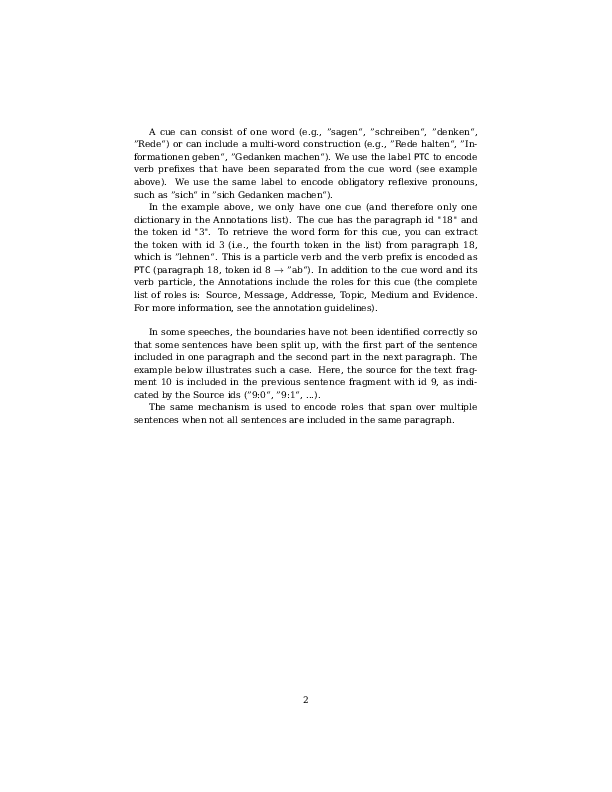 A cue can consist of one word (e.g., ”sagen”, ”schreiben”, ”denken”,
”Rede”) or can include a multi-word construction (e.g., ”Rede halten”, ”In-
formationen geben”, ”Gedanken machen”). We use the label PTC to encode
verb prefixes that have been separated from the cue word (see example
above). We use the same label to encode obligatory reflexive pronouns,
such as ”sich” in ”sich Gedanken machen”).
In the example above, we only have one cue (and therefore only one
dictionary in the Annotations list). The cue has the paragraph id "18" and
the token id "3". To retrieve the word form for this cue, you can extract
the token with id 3 (i.e., the fourth token in the list) from paragraph 18,
which is ”lehnen”. This is a particle verb and the verb prefix is encoded as
PTC (paragraph 18, token id 8 → ”ab”). In addition to the cue word and its
verb particle, the Annotations include the roles for this cue (the complete
list of roles is: Source, Message, Addresse, Topic, Medium and Evidence.
For more information, see the annotation guidelines).
In some speeches, the boundaries have not been identified correctly so
that some sentences have been split up, with the first part of the sentence
included in one paragraph and the second part in the next paragraph. The
example below illustrates such a case. Here, the source for the text frag-
ment 10 is included in the previous sentence fragment with id 9, as indi-
cated by the Source ids (”9:0”, ”9:1”, ...).
The same mechanism is used to encode roles that span over multiple
sentences when not all sentences are included in the same paragraph.
2